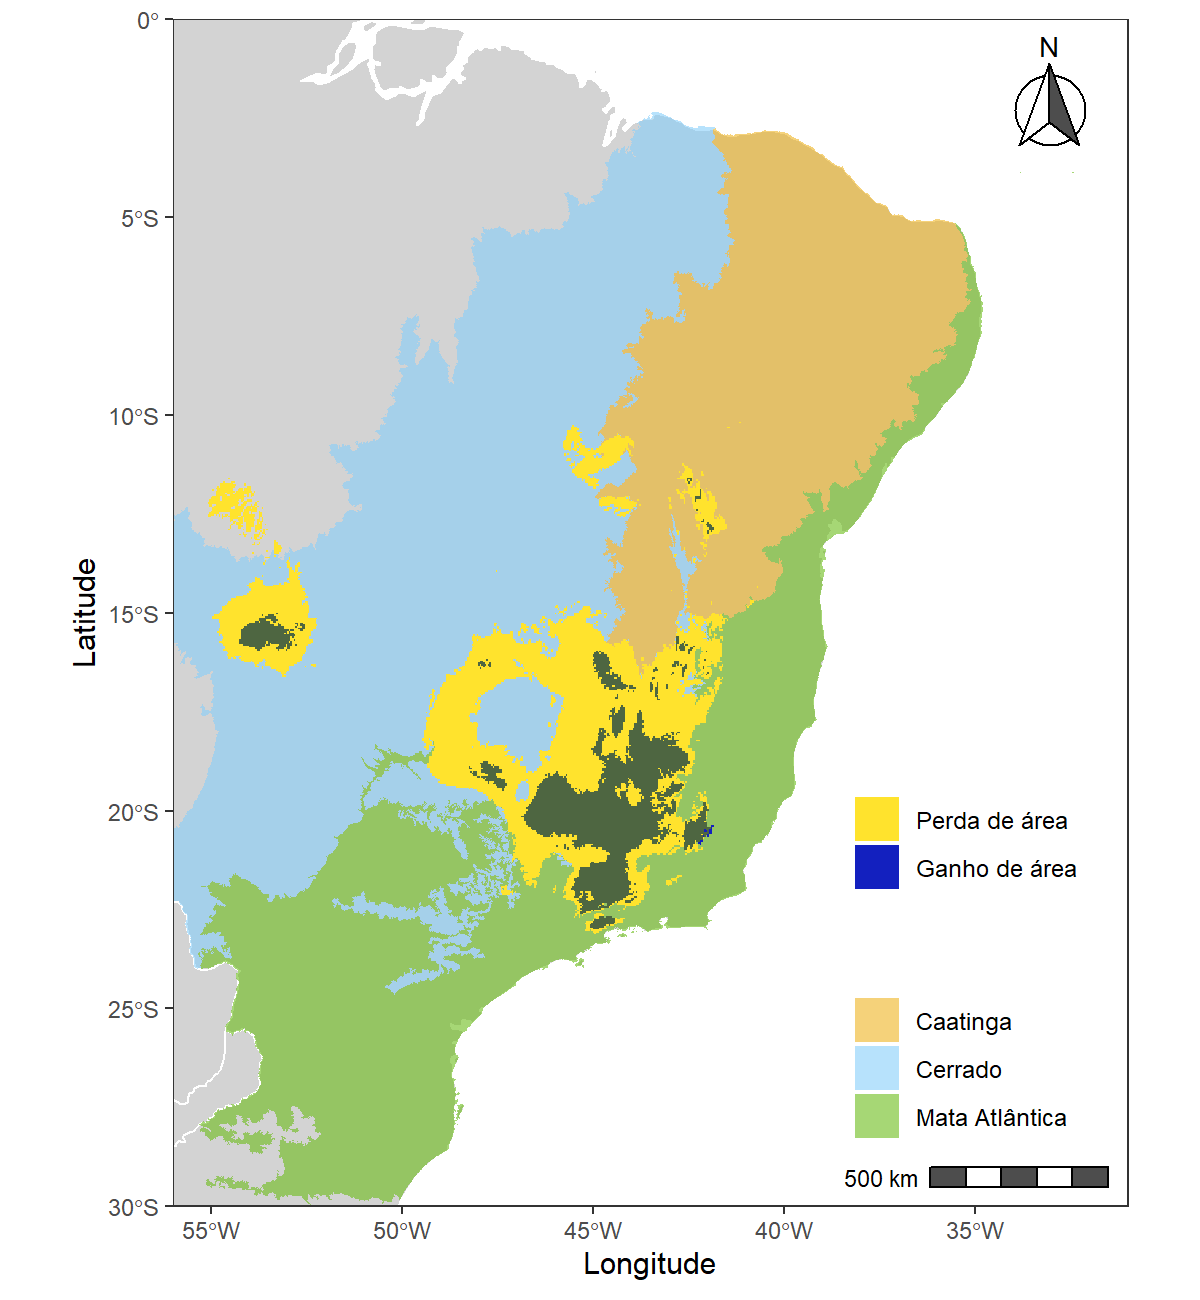 0°
5°S
10°S
15°S
20°S
25°S
30°S
Latitude
N
Perda de área
Ganho de área
Caatinga
Cerrado
Mata Atlântica
500 km
55°W
50°W
45°W
40°W
35°W
Longitude